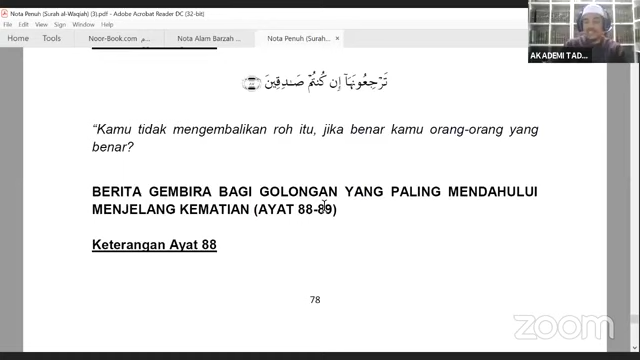 Nota Penuh (Surah al-Waqiah) (3).pdf - Adobe Acrobat Reader DC (32-bit)
File Edit View Sign Window Help
Home Tools Noor-Book.com م... Nota Alam Barzah ... Nota Penuh (Surah... ×
AKADEMI TAD...
تَرْجِعُونَهَآ إِن كُنتُمْ صَـٰدِقِينَ
“Kamu tidak mengembalikan roh itu, jika benar kamu orang-orang yang
benar?
BERITA GEMBIRA BAGI GOLONGAN YANG PALING MENDAHULUI
MENJELANG KEMATIAN (AYAT 88-89)
Keterangan Ayat 88
78
zoom